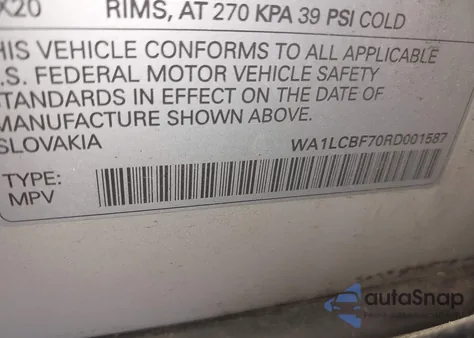 X20 RIMS, AT 270 KPA 39 PSI COLD
HIS VEHICLE CONFORMS TO ALL APPLICABLE
.S. FEDERAL MOTOR VEHICLE SAFETY
TANDARDS IN EFFECT ON THE DATE OF
MANUFACTURE SHOWN ABOVE.
SLOVAKIA WA1LCBF70RD001587
TYPE:
MPV
autoSnap